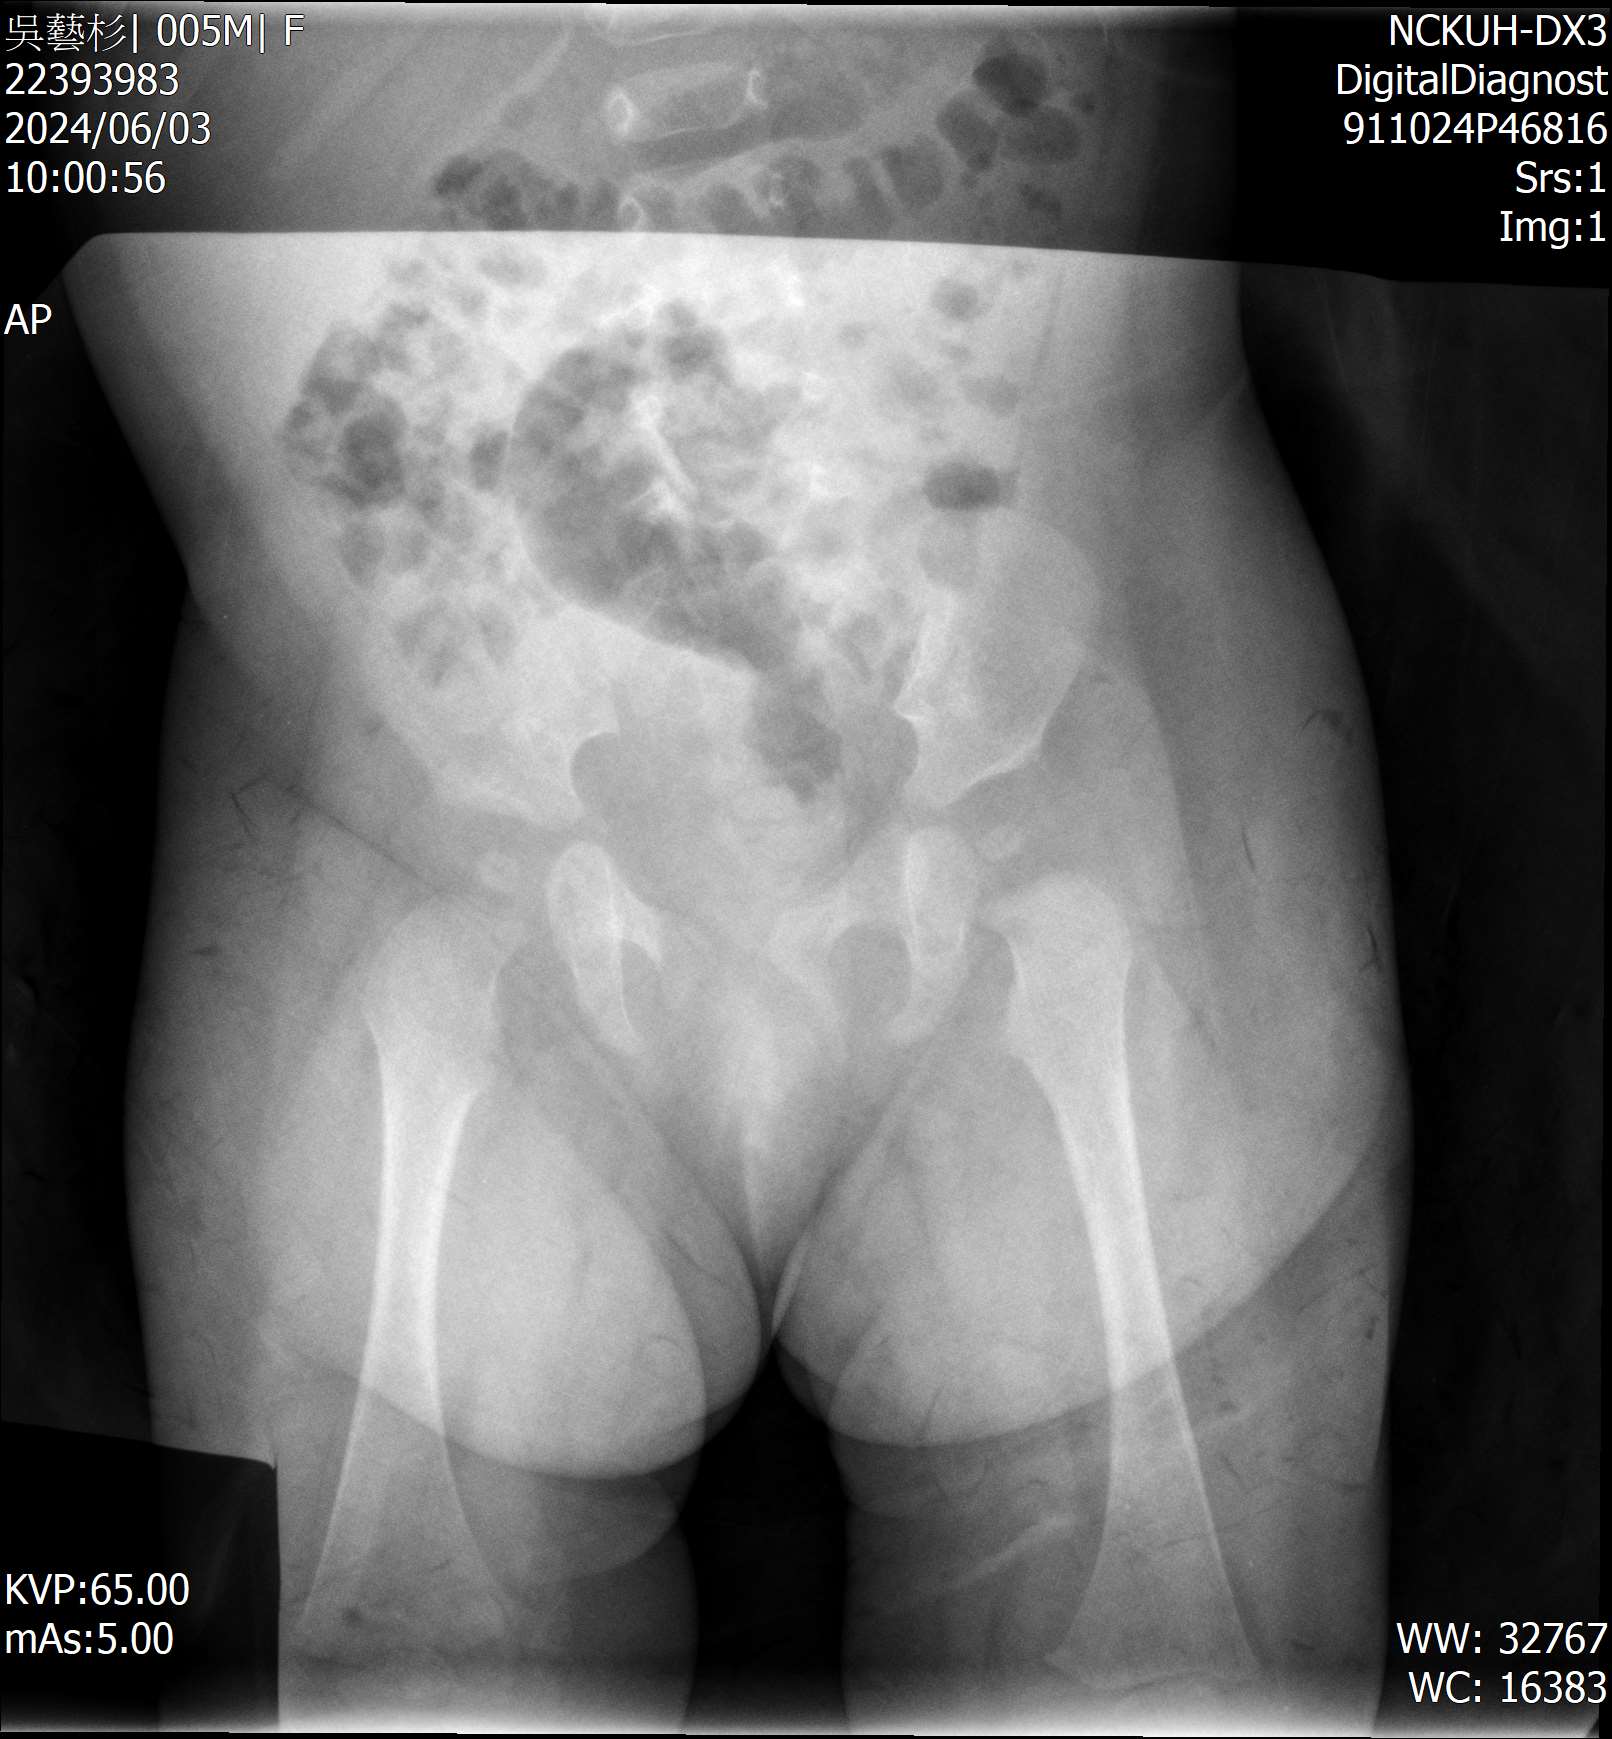 吳藝杉| 005M| F
22393983
2024/06/03
10:00:56
NCKUH-DX3
DigitalDiagnost
911024P46816
Srs:1
Img:1
AP
KVP:65.00
mAs:5.00
WW: 32767
WC: 16383